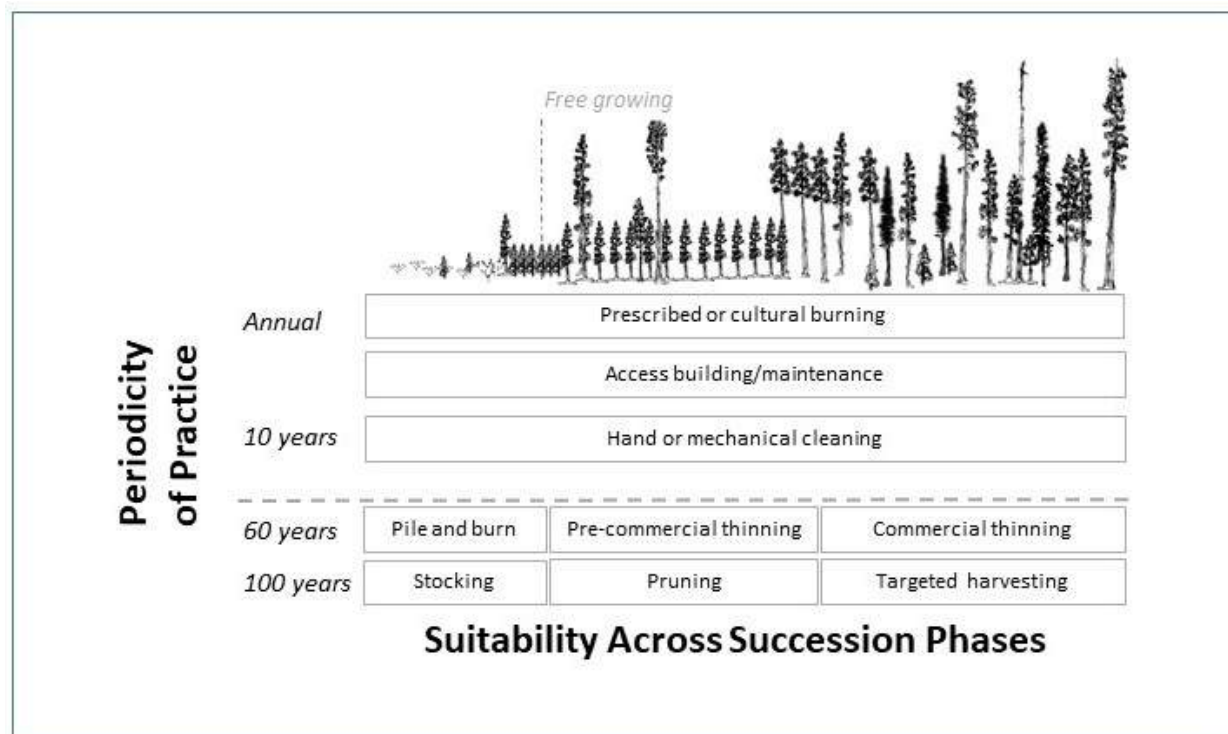 Free growing
Periodicity
of Practice
Annual
Prescribed or cultural burning
Access building/maintenance
10 years
Hand or mechanical cleaning
60 years
Pile and burn
Pre-commercial thinning
Commercial thinning
100 years
Stocking
Pruning
Targeted harvesting
Suitability Across Succession Phases